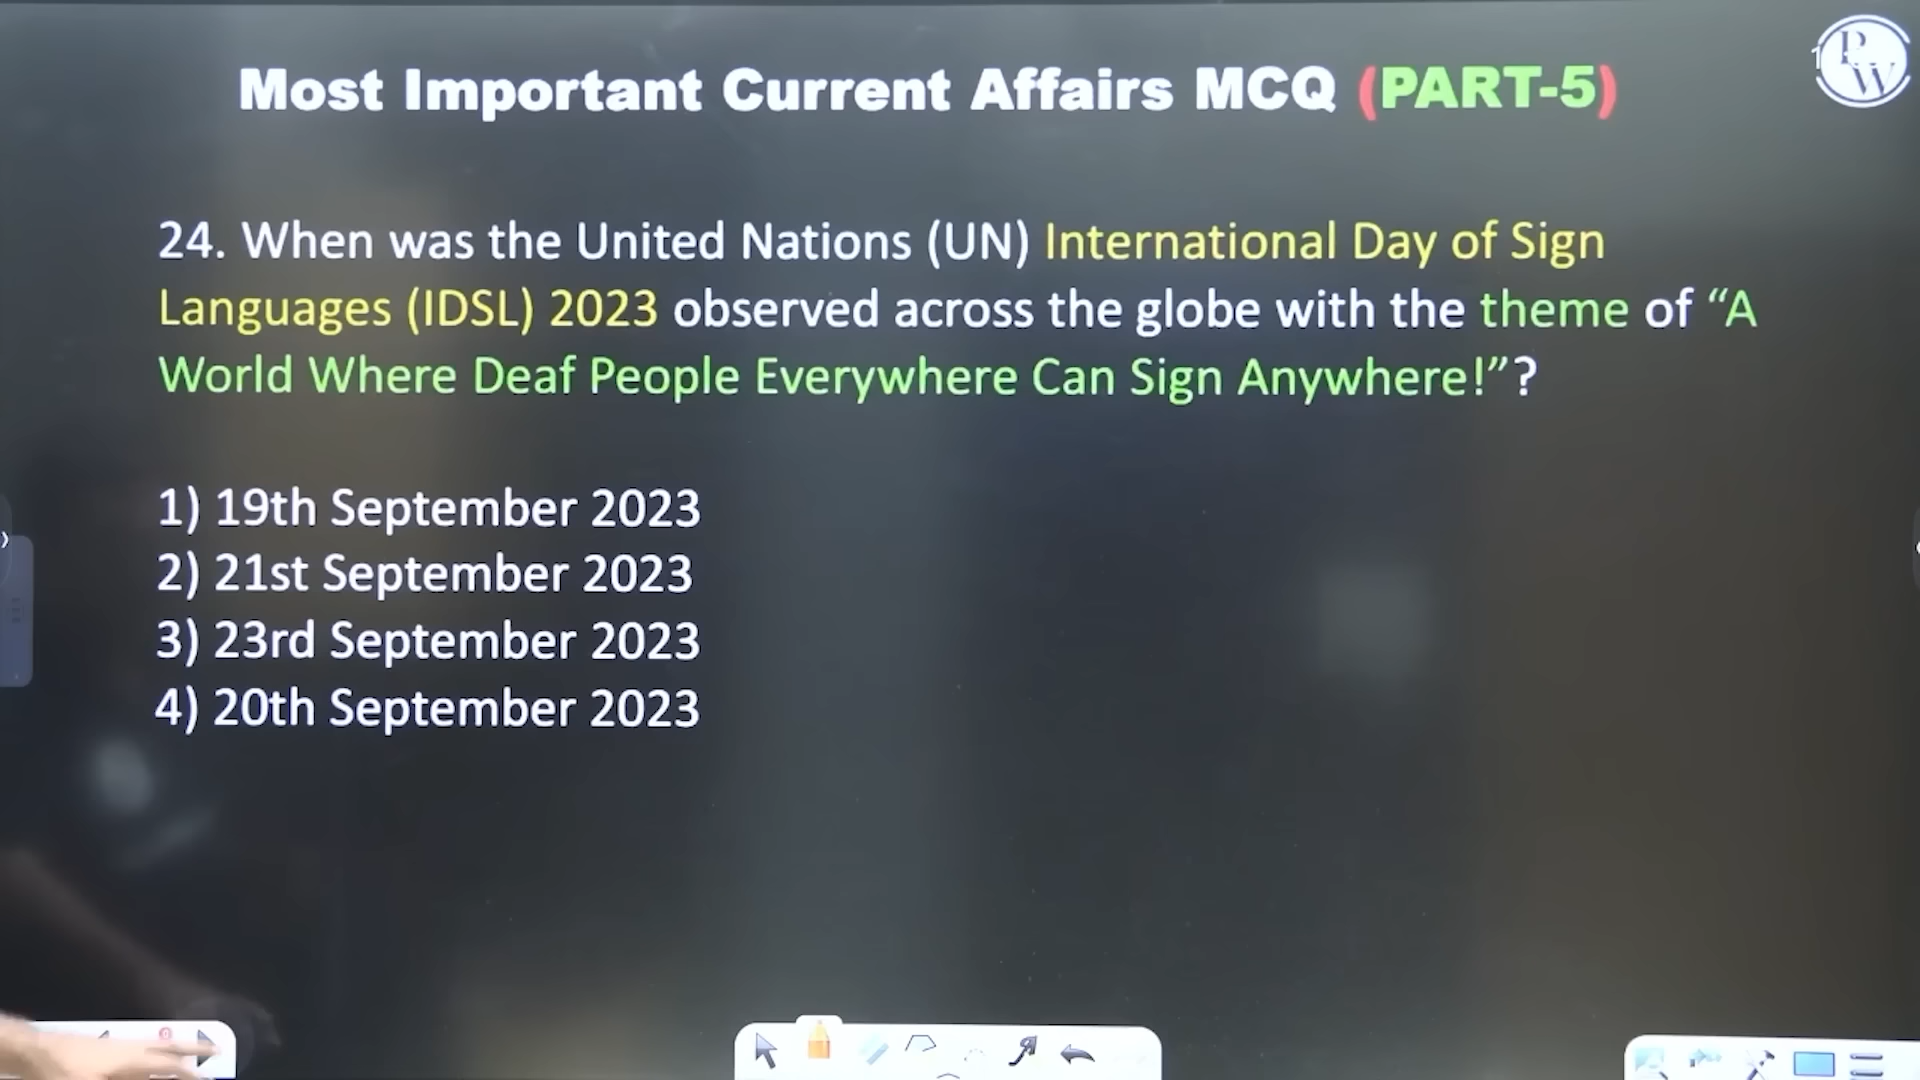 Most Important Current Affairs MCQ (PART-5)
PW
24. When was the United Nations (UN) International Day of Sign
Languages (IDSL) 2023 observed across the globe with the theme of “A
World Where Deaf People Everywhere Can Sign Anywhere!”?
1) 19th September 2023
2) 21st September 2023
3) 23rd September 2023
4) 20th September 2023